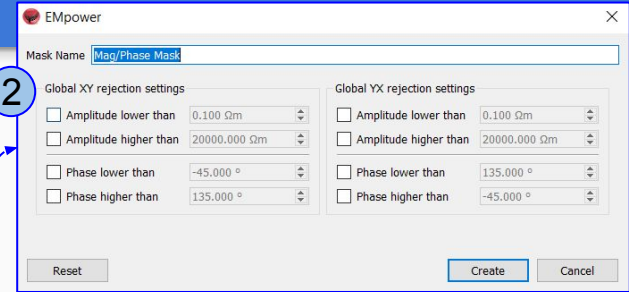 EMpower
Mask Name Mag/Phase Mask
2
Global XY rejection settings
Amplitude lower than 0.100 Ωm
Amplitude higher than 20000.000 Ωm
Phase lower than -45.000 °
Phase higher than 135.000 °
Global YX rejection settings
Amplitude lower than 0.100 Ωm
Amplitude higher than 20000.000 Ωm
Phase lower than 135.000 °
Phase higher than -45.000 °
Reset Create Cancel